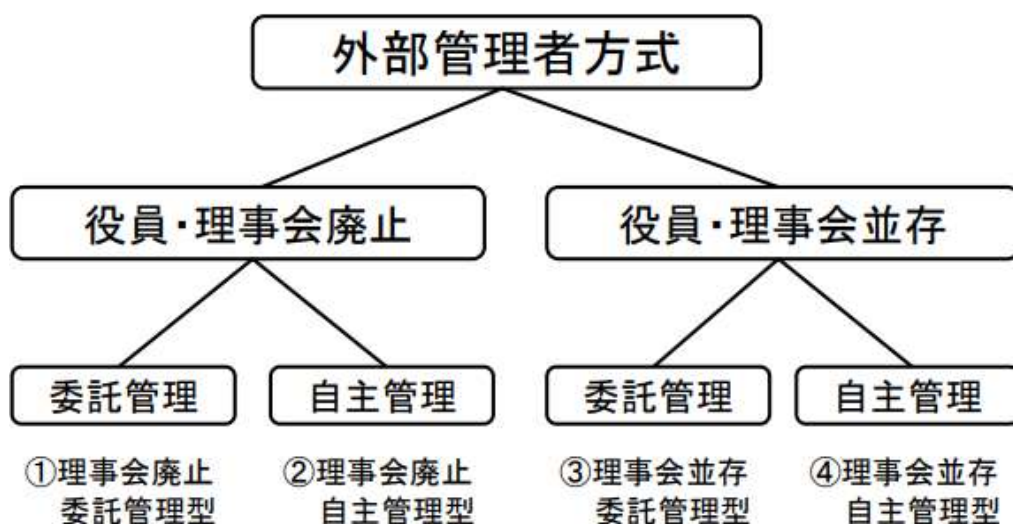 外部管理者方式
役員・理事会廃止
役員・理事会並存
委託管理
自主管理
委託管理
自主管理
①理事会廃止
委託管理型
②理事会廃止
自主管理型
③理事会並存
委託管理型
④理事会並存
自主管理型